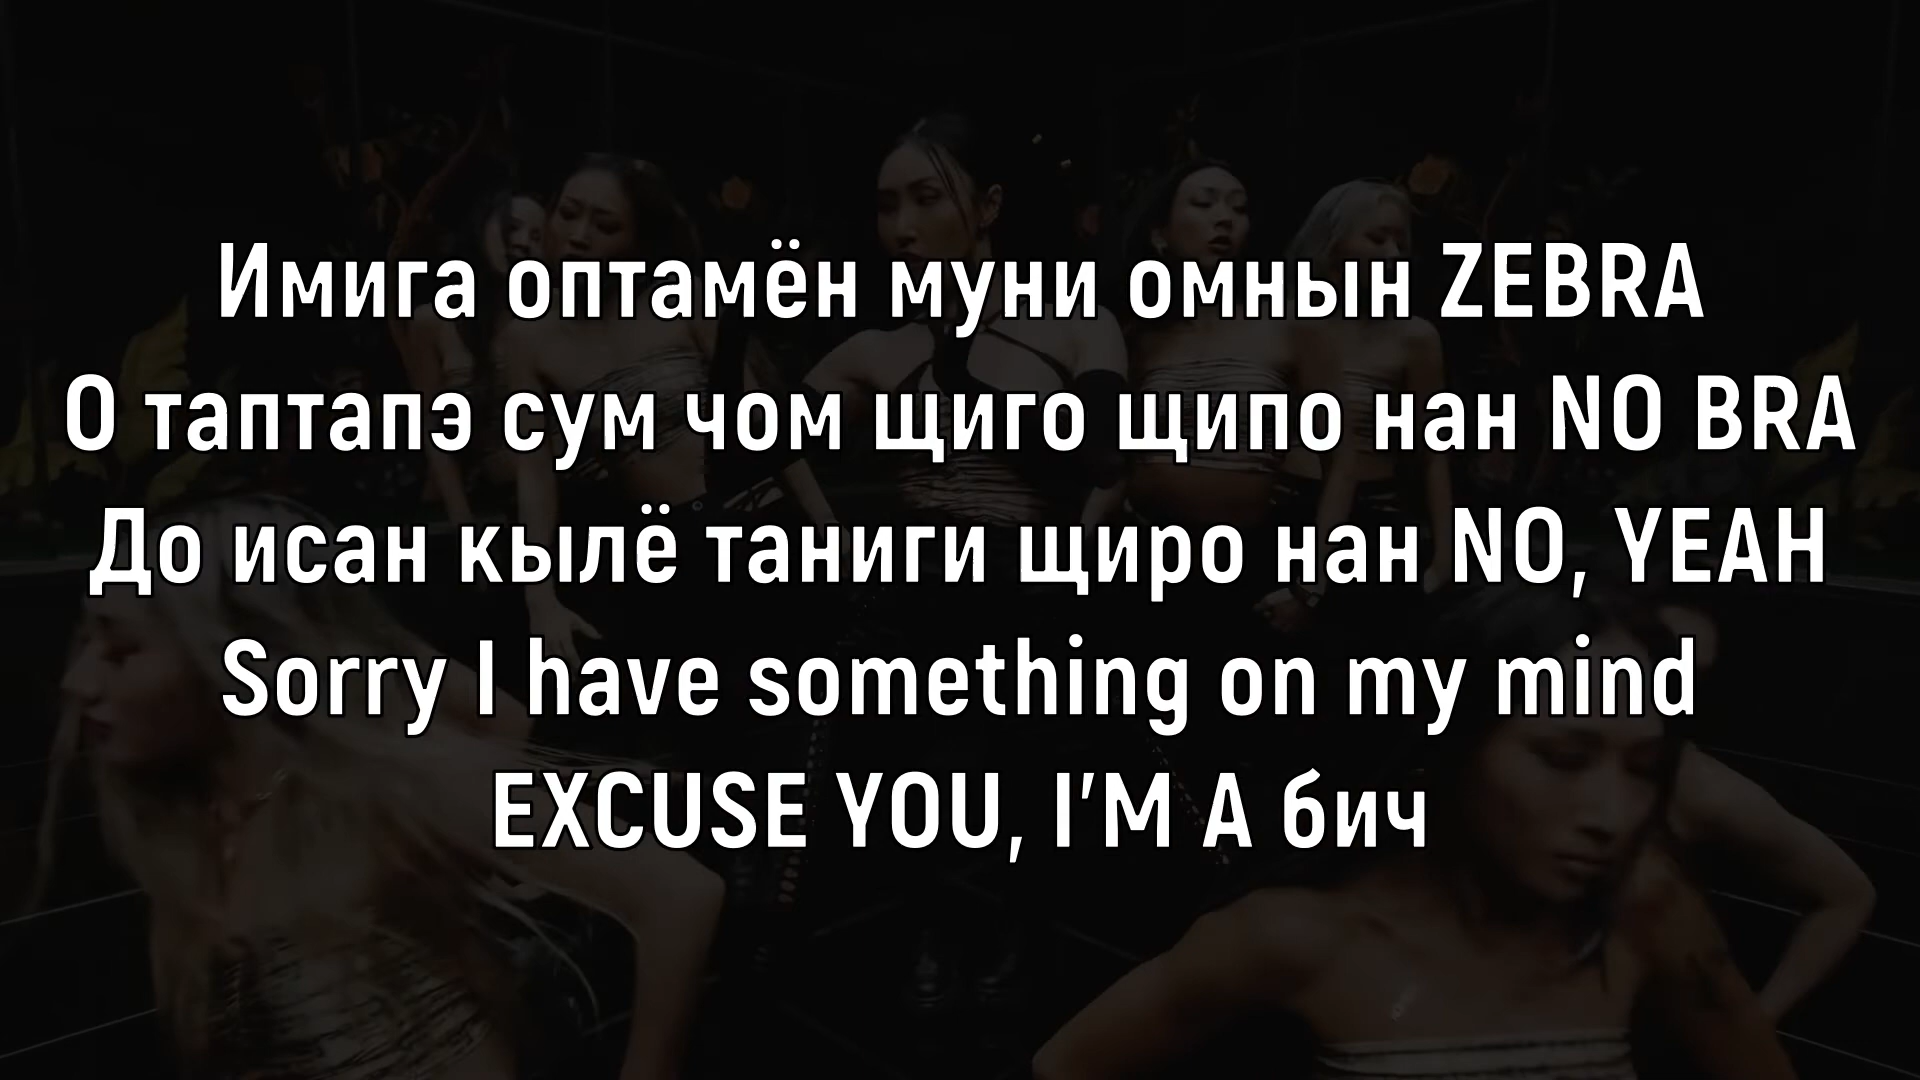 Имига оптамён муни омнын ZEBRA
О таптапэ сум чом щиго щипо нан NO BRA
До исан кылё таниги щиро нан NO, YEAH
Sorry I have something on my mind
EXCUSE YOU, I'M A бич